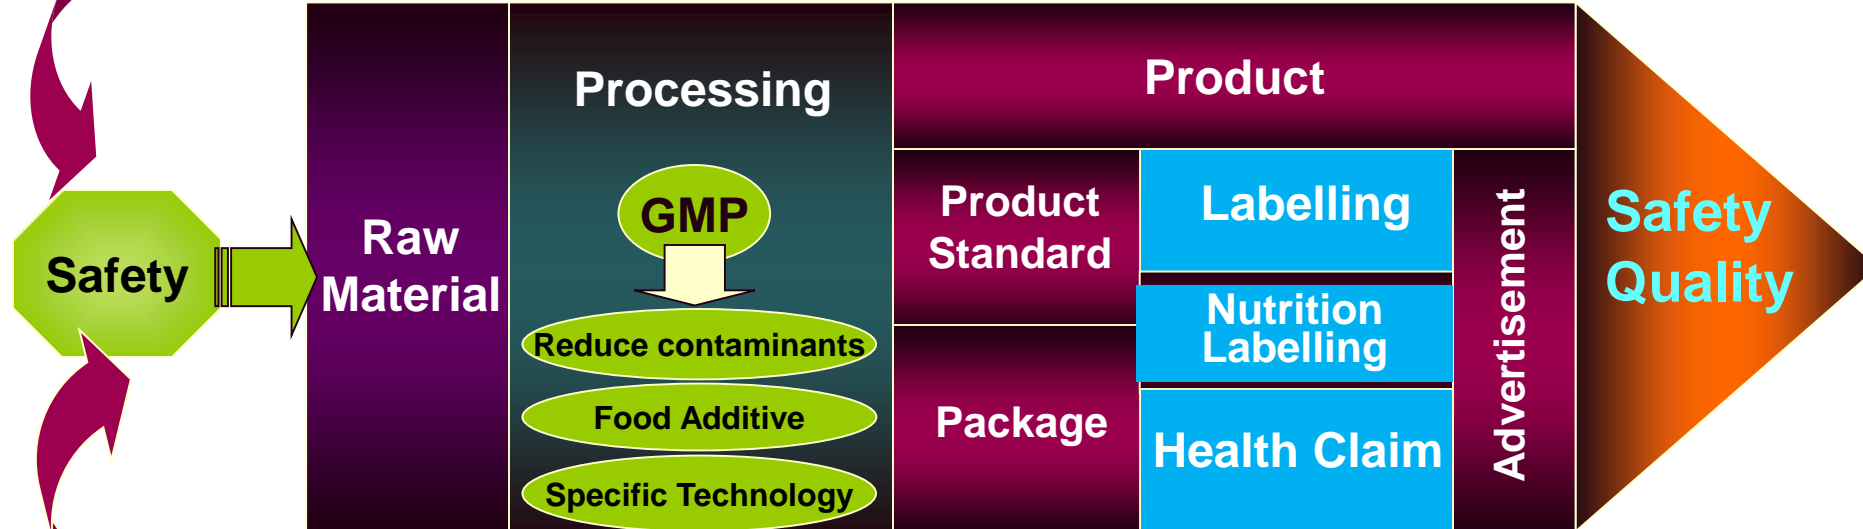 Safety
Raw
Material
Processing
GMP
Reduce contaminants
Food Additive
Specific Technology
Product
Product
Standard
Package
Labelling
Nutrition
Labelling
Health Claim
Advertisement
Safety
Quality